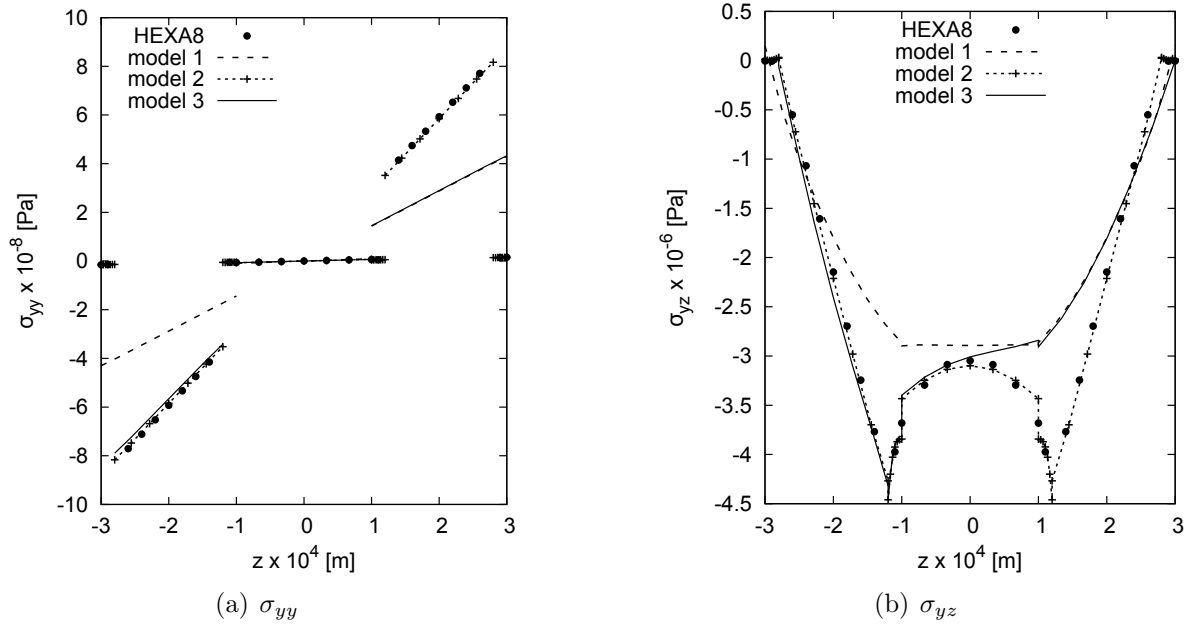 HEXA8
model 1
model 2
model 3
10
8
6
4
2
0
-2
-4
-6
-8
-10
σyy x 10⁻⁸ [Pa]
-3 -2 -1 0 1 2 3
z x 10⁴ [m]
(a) σyy
HEXA8
model 1
model 2
model 3
0.5
0
-0.5
-1
-1.5
-2
-2.5
-3
-3.5
-4
-4.5
σyz x 10⁻⁶ [Pa]
-3 -2 -1 0 1 2 3
z x 10⁴ [m]
(b) σyz